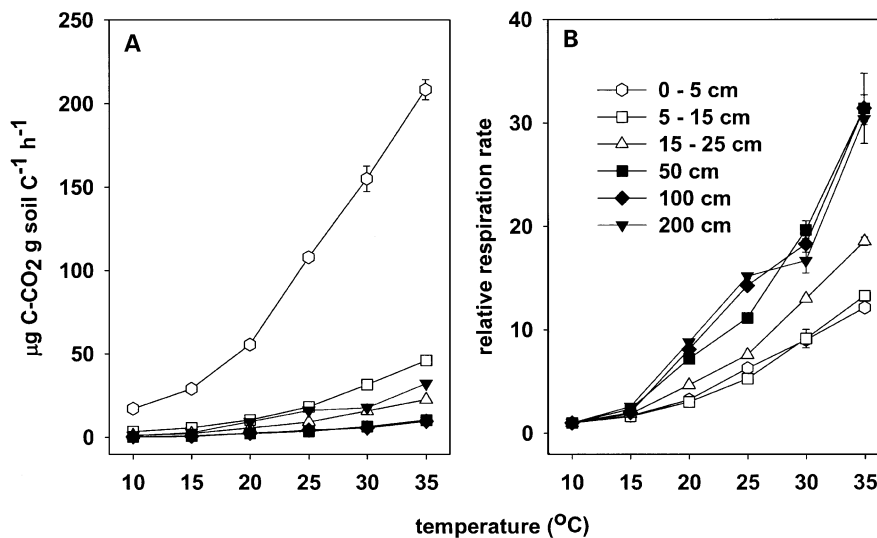 A
μg C-CO2 g soil C-1 h-1
250
200
150
100
50
0
10 15 20 25 30 35
B
relative respiration rate
40
30
20
10
0
0 - 5 cm
5 - 15 cm
15 - 25 cm
50 cm
100 cm
200 cm
10 15 20 25 30 35
temperature (oC)